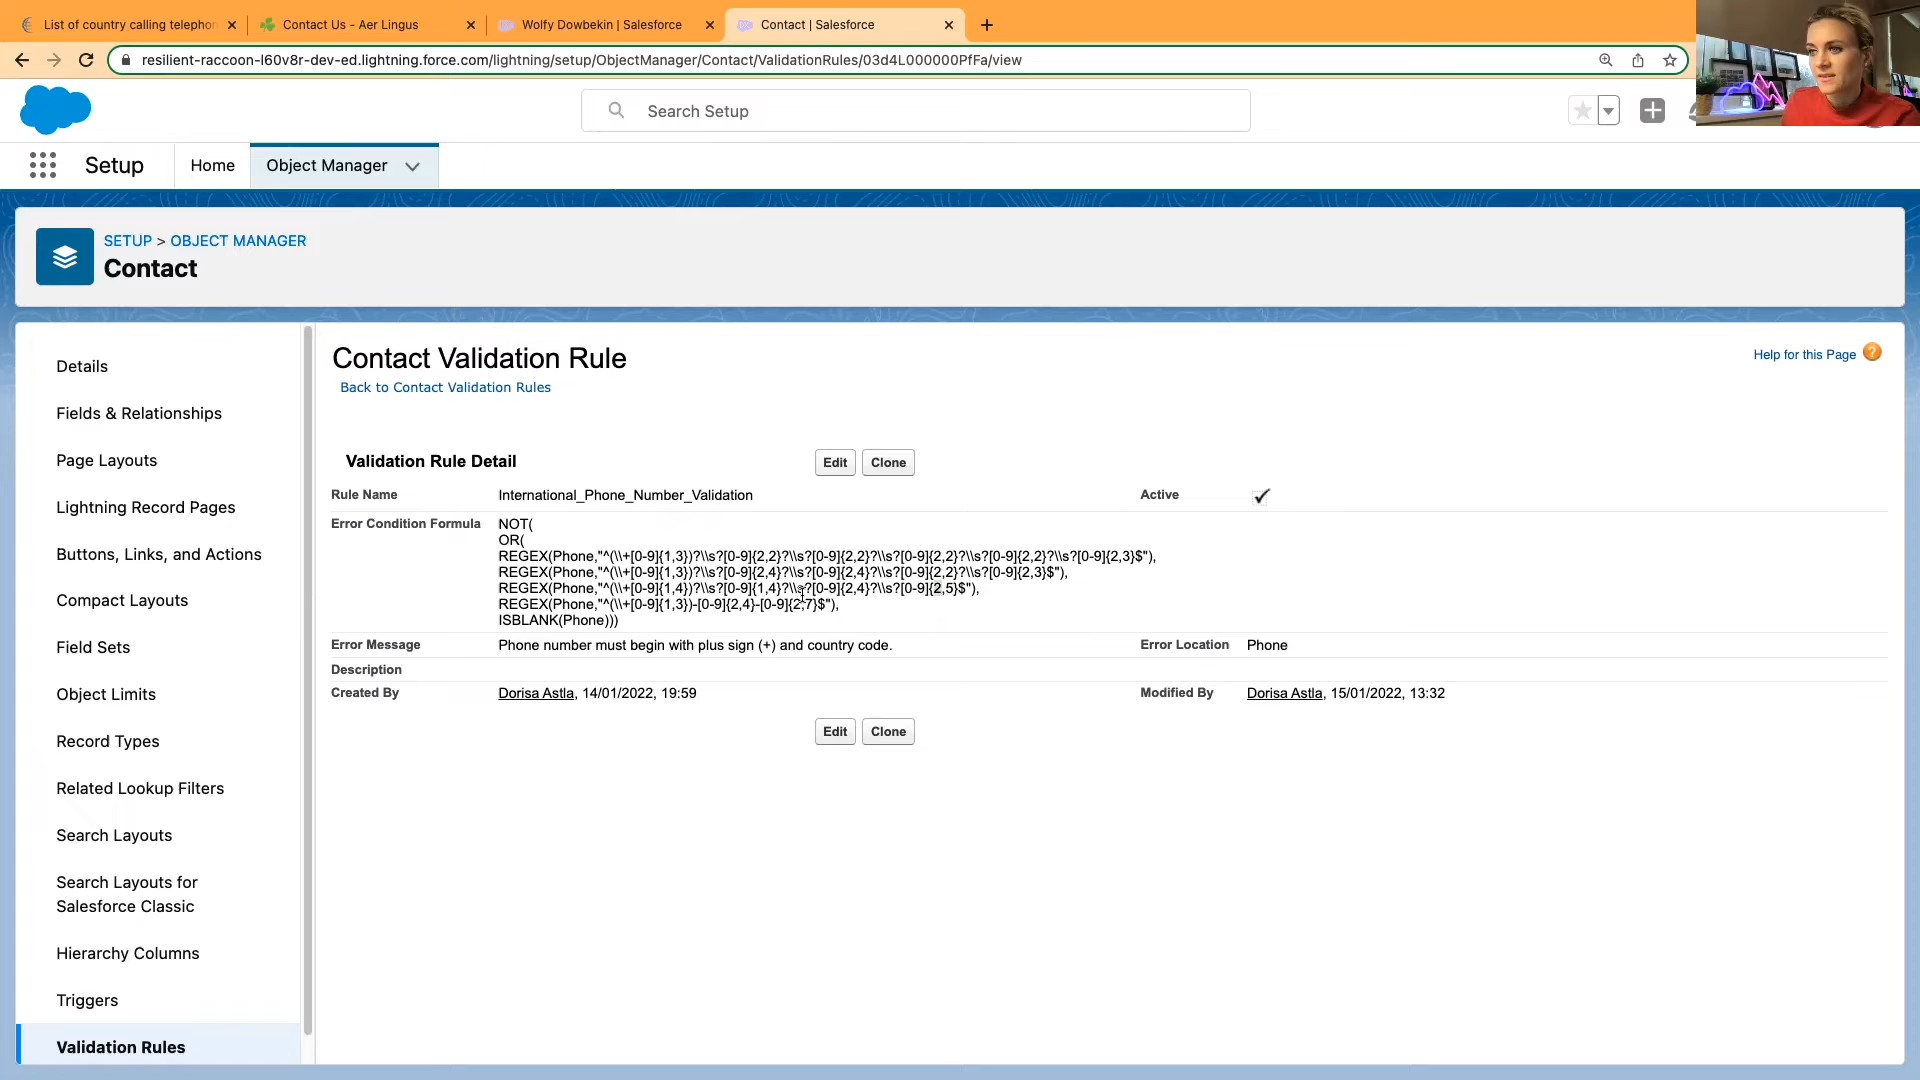 List of country calling telephon
Contact Us - Aer Lingus
Wolfy Dowbekin | Salesforce
Contact | Salesforce
resilient-raccoon-l60v8r-dev-ed.lightning.force.com/lightning/setup/ObjectManager/Contact/ValidationRules/03d4L000000PfFa/view
Search Setup
Setup
Home
Object Manager
SETUP > OBJECT MANAGER
Contact
Details
Fields & Relationships
Page Layouts
Lightning Record Pages
Buttons, Links, and Actions
Compact Layouts
Field Sets
Object Limits
Record Types
Related Lookup Filters
Search Layouts
Search Layouts for
Salesforce Classic
Hierarchy Columns
Triggers
Validation Rules
Contact Validation Rule
Help for this Page ?
Back to Contact Validation Rules
Validation Rule Detail
Edit Clone
Rule Name International_Phone_Number_Validation Active
Error Condition Formula NOT(
OR(
REGEX(Phone,"^(\\+[0-9]{1,3})?\\s?[0-9]{2,2}?\\s?[0-9]{2,2}?\\s?[0-9]{2,2}?\\s?[0-9]{2,2}?\\s?[0-9]{2,3}$"),
REGEX(Phone,"^(\\+[0-9]{1,3})?\\s?[0-9]{2,4}?\\s?[0-9]{2,4}?\\s?[0-9]{2,2}?\\s?[0-9]{2,3}$"),
REGEX(Phone,"^(\\+[0-9]{1,4})?\\s?[0-9]{1,4}?\\s?[0-9]{2,4}?\\s?[0-9]{2,5}$"),
REGEX(Phone,"^(\\+[0-9]{1,3})-[0-9]{2,4}-[0-9]{2,7}$"),
ISBLANK(Phone)))
Error Message Phone number must begin with plus sign (+) and country code. Error Location Phone
Description
Created By Dorisa Astla, 14/01/2022, 19:59 Modified By Dorisa Astla, 15/01/2022, 13:32
Edit Clone